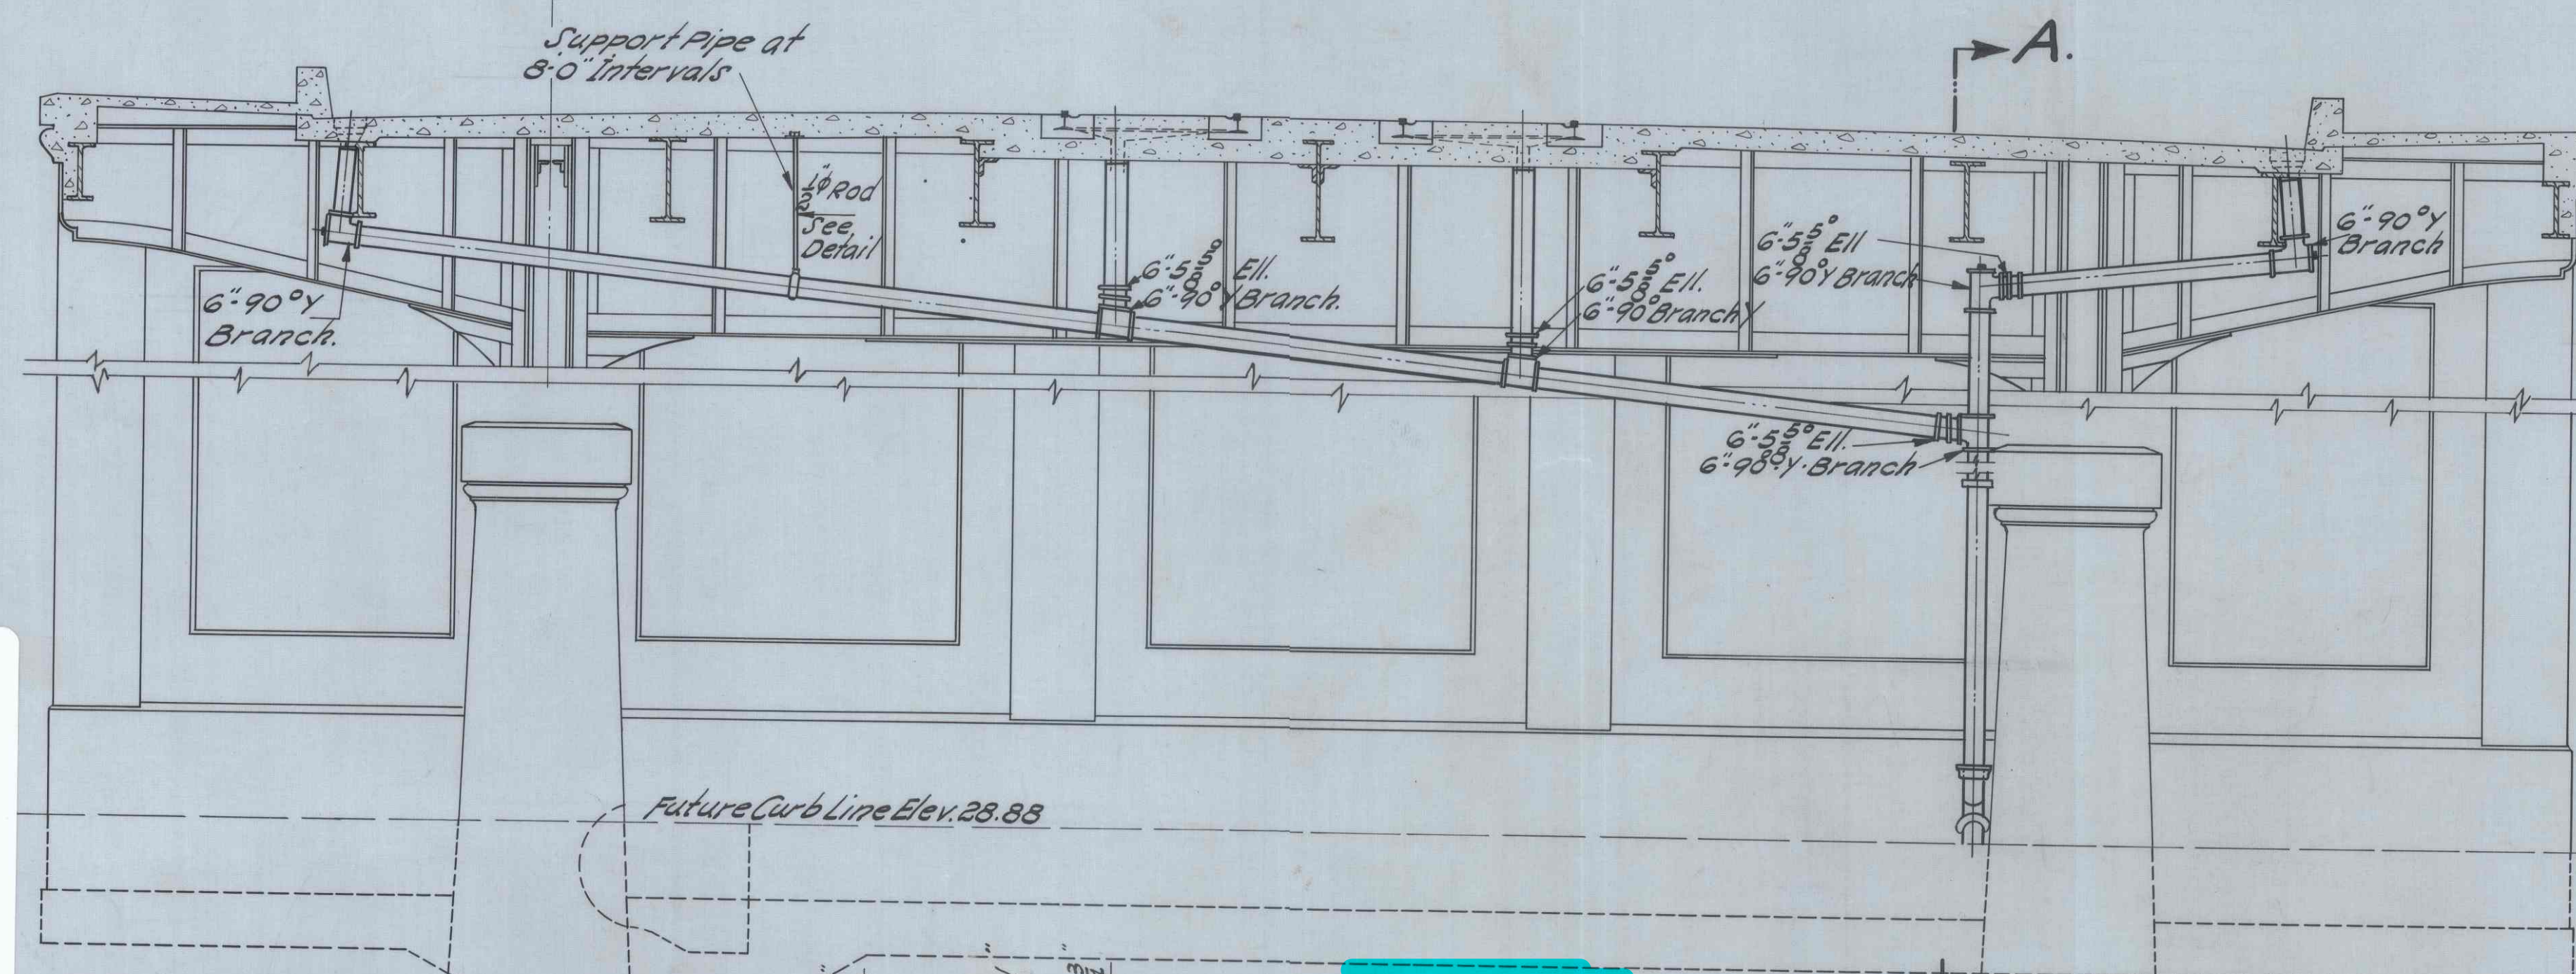 Support Pipe at
8'-0" Intervals
A.
1/2"φ Rod
See
Detail
6"-90°Y
Branch.
6"-5 5/8° Ell.
6"-90°Y Branch.
6"-5 5/8° Ell.
6"-90° Branch Y
6"-5 5/8° Ell
6"-90°Y Branch
6"-90°Y
Branch
6"-5 5/8° Ell.
6"-90°-Y-Branch
Future Curb Line Elev. 28.88